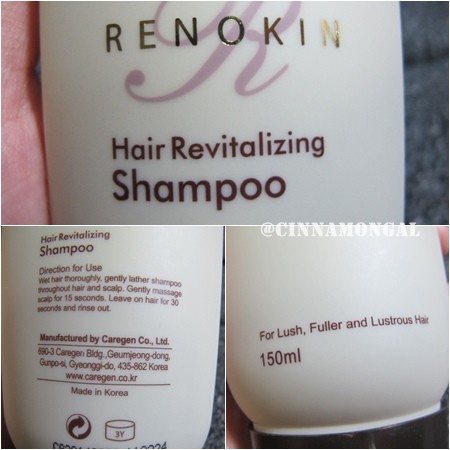 RENOKIN
R
Hair Revitalizing
Shampoo
@CINNAMONGAL
Hair Revitalizing
Shampoo
Direction for Use
Wet hair thoroughly, gently lather shampoo
throughout hair and scalp. Gently massage
scalp for 15 seconds. Leave on hair for 30
seconds and rinse out.
Manufactured by Caregen Co., Ltd.
690-3 Caregen Bldg.,Geumjeong-dong,
Gunpo-si, Gyeonggi-do, 435-862 Korea
www.caregen.co.kr
Made in Korea
3Y
For Lush, Fuller and Lustrous Hair
150ml